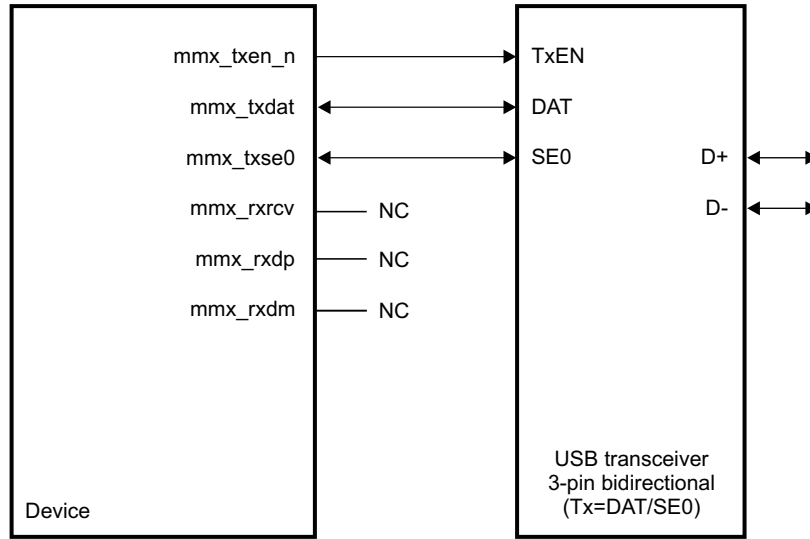 mmx_txen_n
TxEN
mmx_txdat
DAT
mmx_txse0
SE0
D+
mmx_rxrcv
NC
D-
mmx_rxdp
NC
mmx_rxdm
NC
USB transceiver
3-pin bidirectional
(Tx=DAT/SE0)
Device